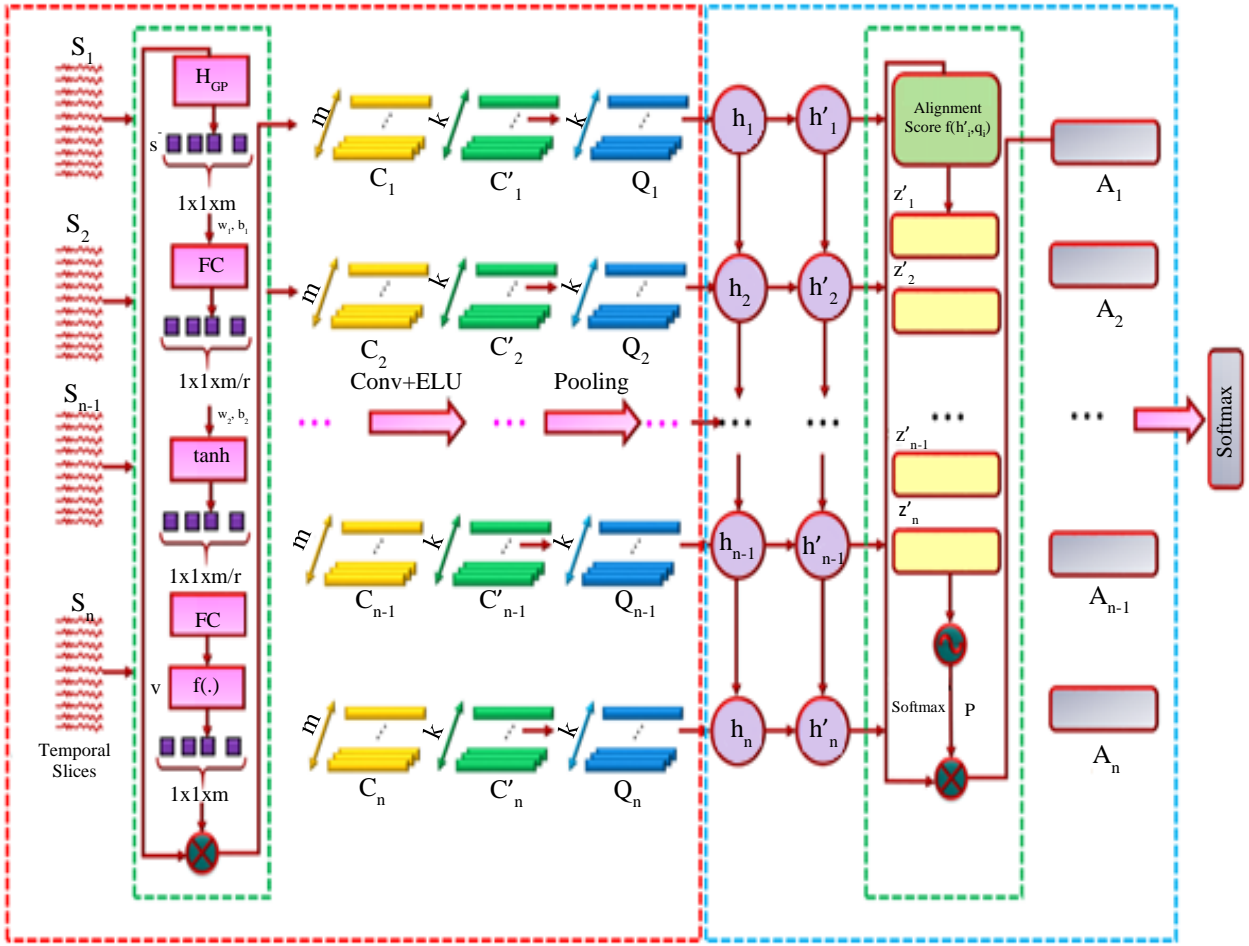 S1
S2
Sn-1
Sn
Temporal
Slices
HGP
s-
1x1xm
w1, b1
FC
1x1xm/r
w2, b2
tanh
1x1xm/r
FC
v
f(.)
1x1xm
m
k
k
C1
C'1
Q1
m
k
k
C2
C'2
Q2
Conv+ELU
Pooling
m
k
k
Cn-1
C'n-1
Qn-1
m
k
k
Cn
C'n
Qn
h1
h'1
h2
h'2
hn-1
h'n-1
hn
h'n
Alignment
Score f(h'i,qi)
z'1
z'2
z'n-1
z'n
Softmax
P
A1
A2
An-1
An
Softmax